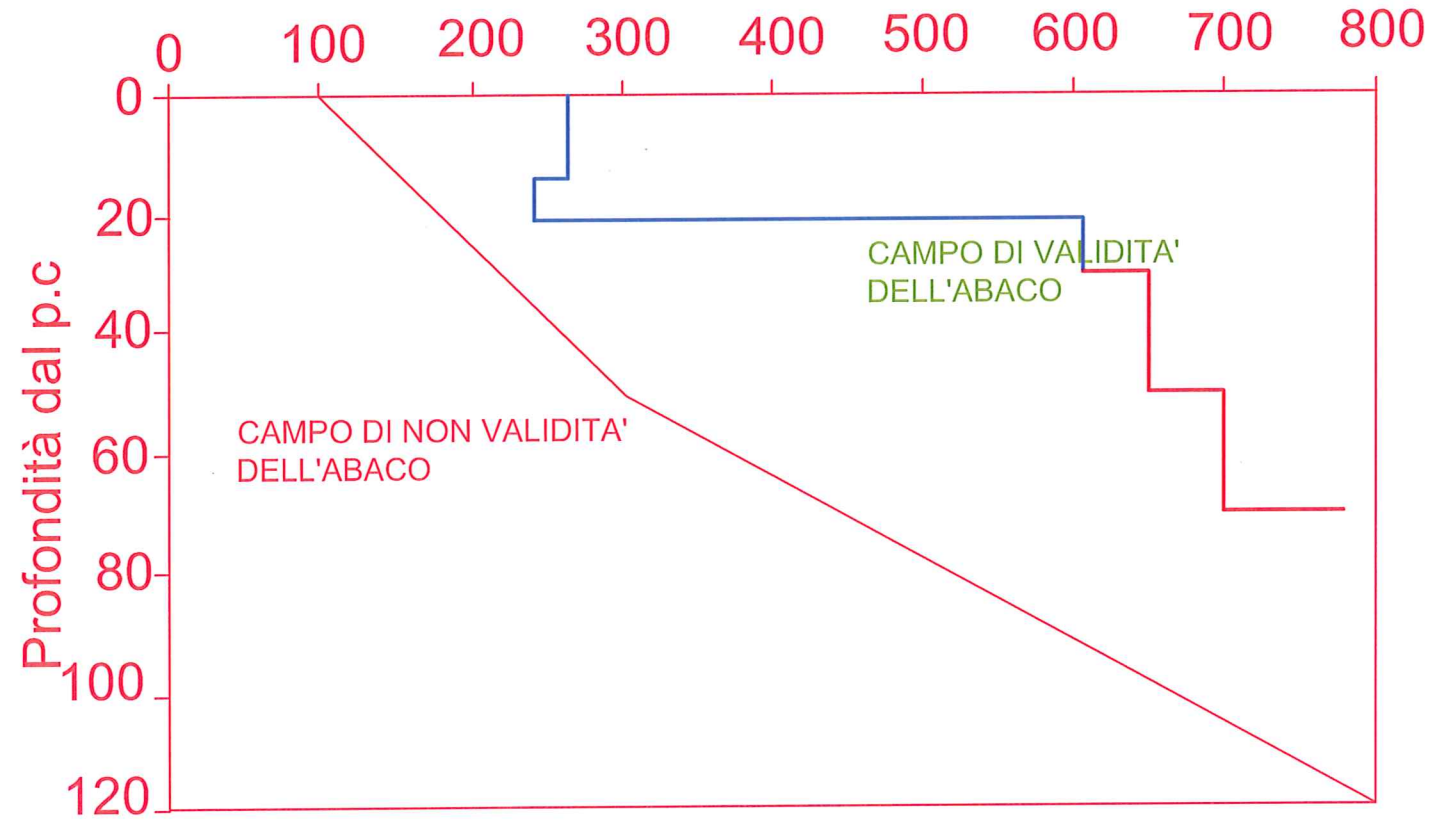 0 100 200 300 400 500 600 700 800
0
20
40
60
80
100
120
Profondità dal p.c
CAMPO DI VALIDITA'
DELL'ABACO
CAMPO DI NON VALIDITA'
DELL'ABACO